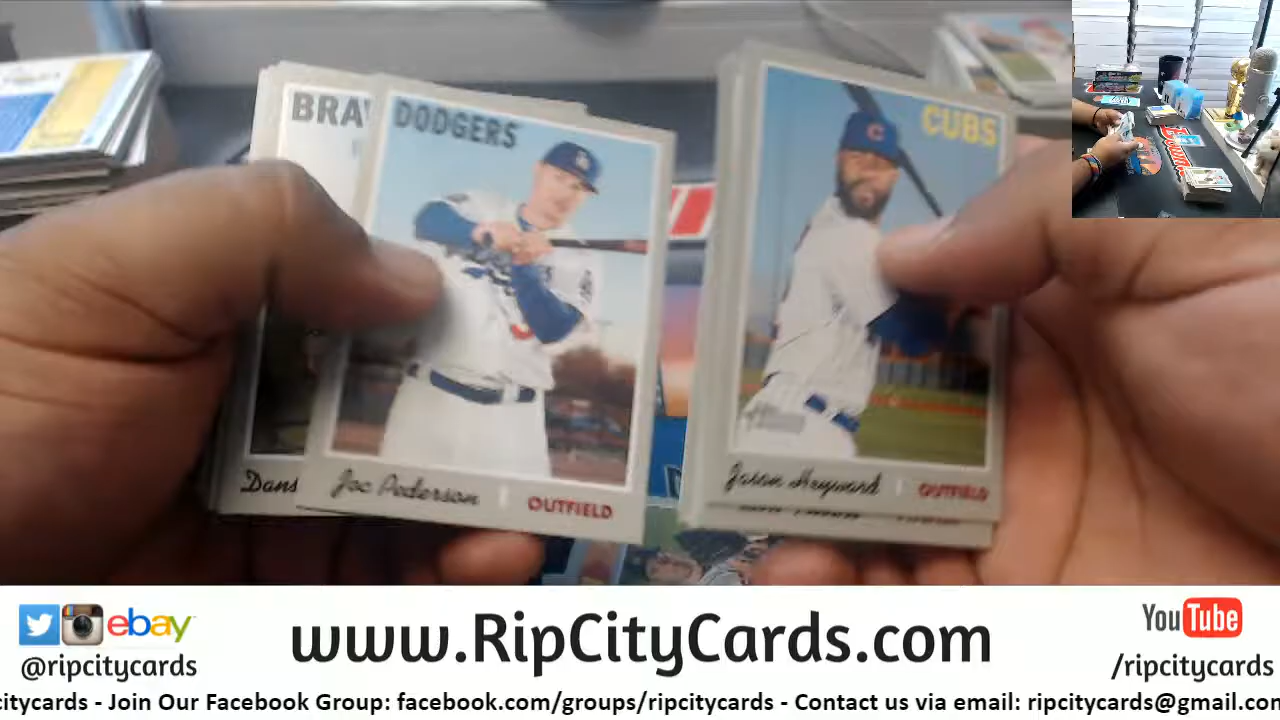 BRA
DODGERS
CUBS
C
Dans
Joc Pederson | OUTFIELD
Jason Heyward | OUTFIELD
ebay
@ripcitycards
www.RipCityCards.com
YouTube
/ripcitycards
citycards - Join Our Facebook Group: facebook.com/groups/ripcitycards - Contact us via email: ripcitycards@gmail.com